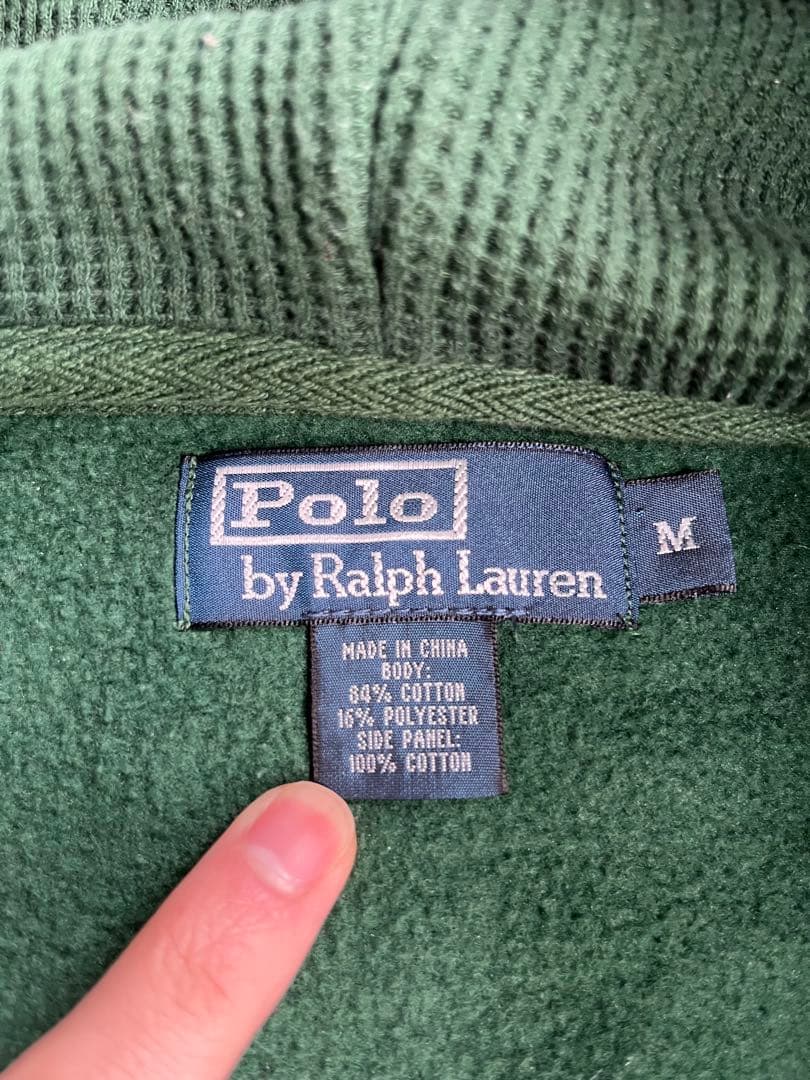 Polo
by Ralph Lauren
M
MADE IN CHINA
BODY:
84% COTTON
16% POLYESTER
SIDE PANEL:
100% COTTON